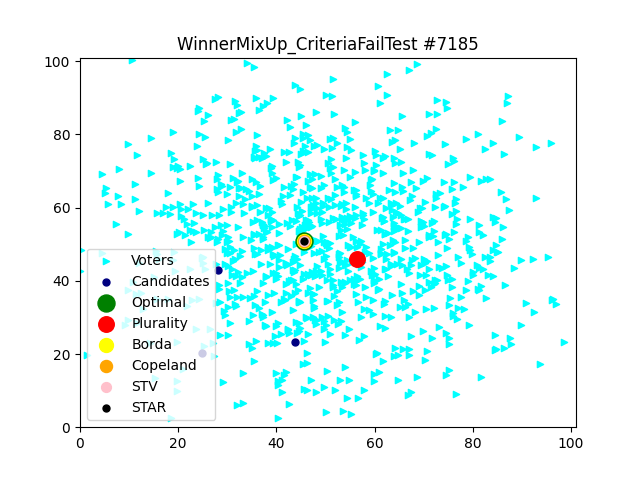 WinnerMixUp_CriteriaFailTest #7185
100
80
60
40
20
0
Voters
Candidates
Optimal
Plurality
Borda
Copeland
STV
STAR
0 20 40 60 80 100